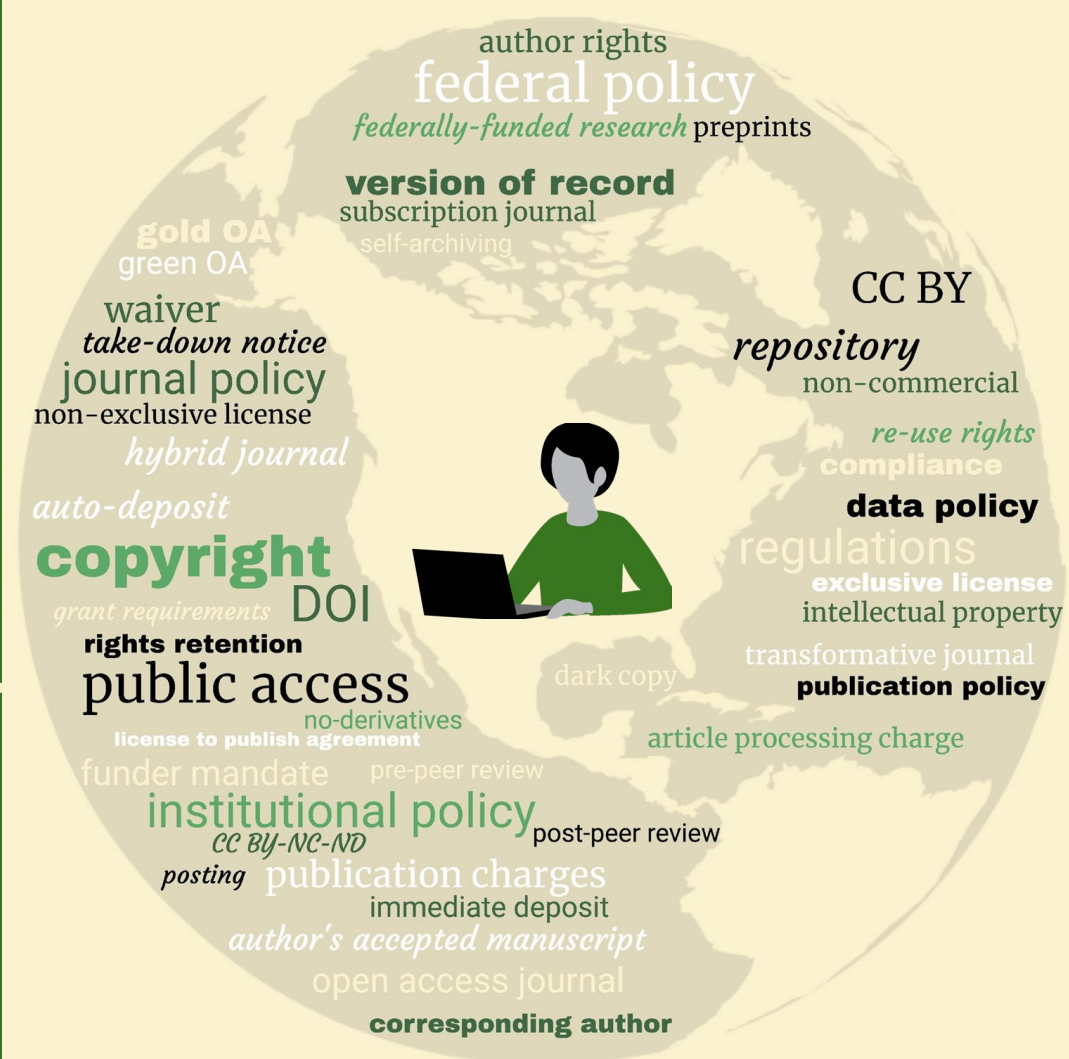 author rights
federal policy
federally-funded research preprints
version of record
subscription journal
self-archiving
gold OA
green OA
waiver
take-down notice
journal policy
non-exclusive license
hybrid journal
auto-deposit
copyright
grant requirements DOI
rights retention
public access
no-derivatives
license to publish agreement
funder mandate pre-peer review
institutional policy
post-peer review
CC BY-NC-ND
posting publication charges
immediate deposit
author's accepted manuscript
open access journal
corresponding author
CC BY
repository
non-commercial
re-use rights
compliance
data policy
regulations
exclusive license
intellectual property
transformative journal
dark copy
publication policy
article processing charge